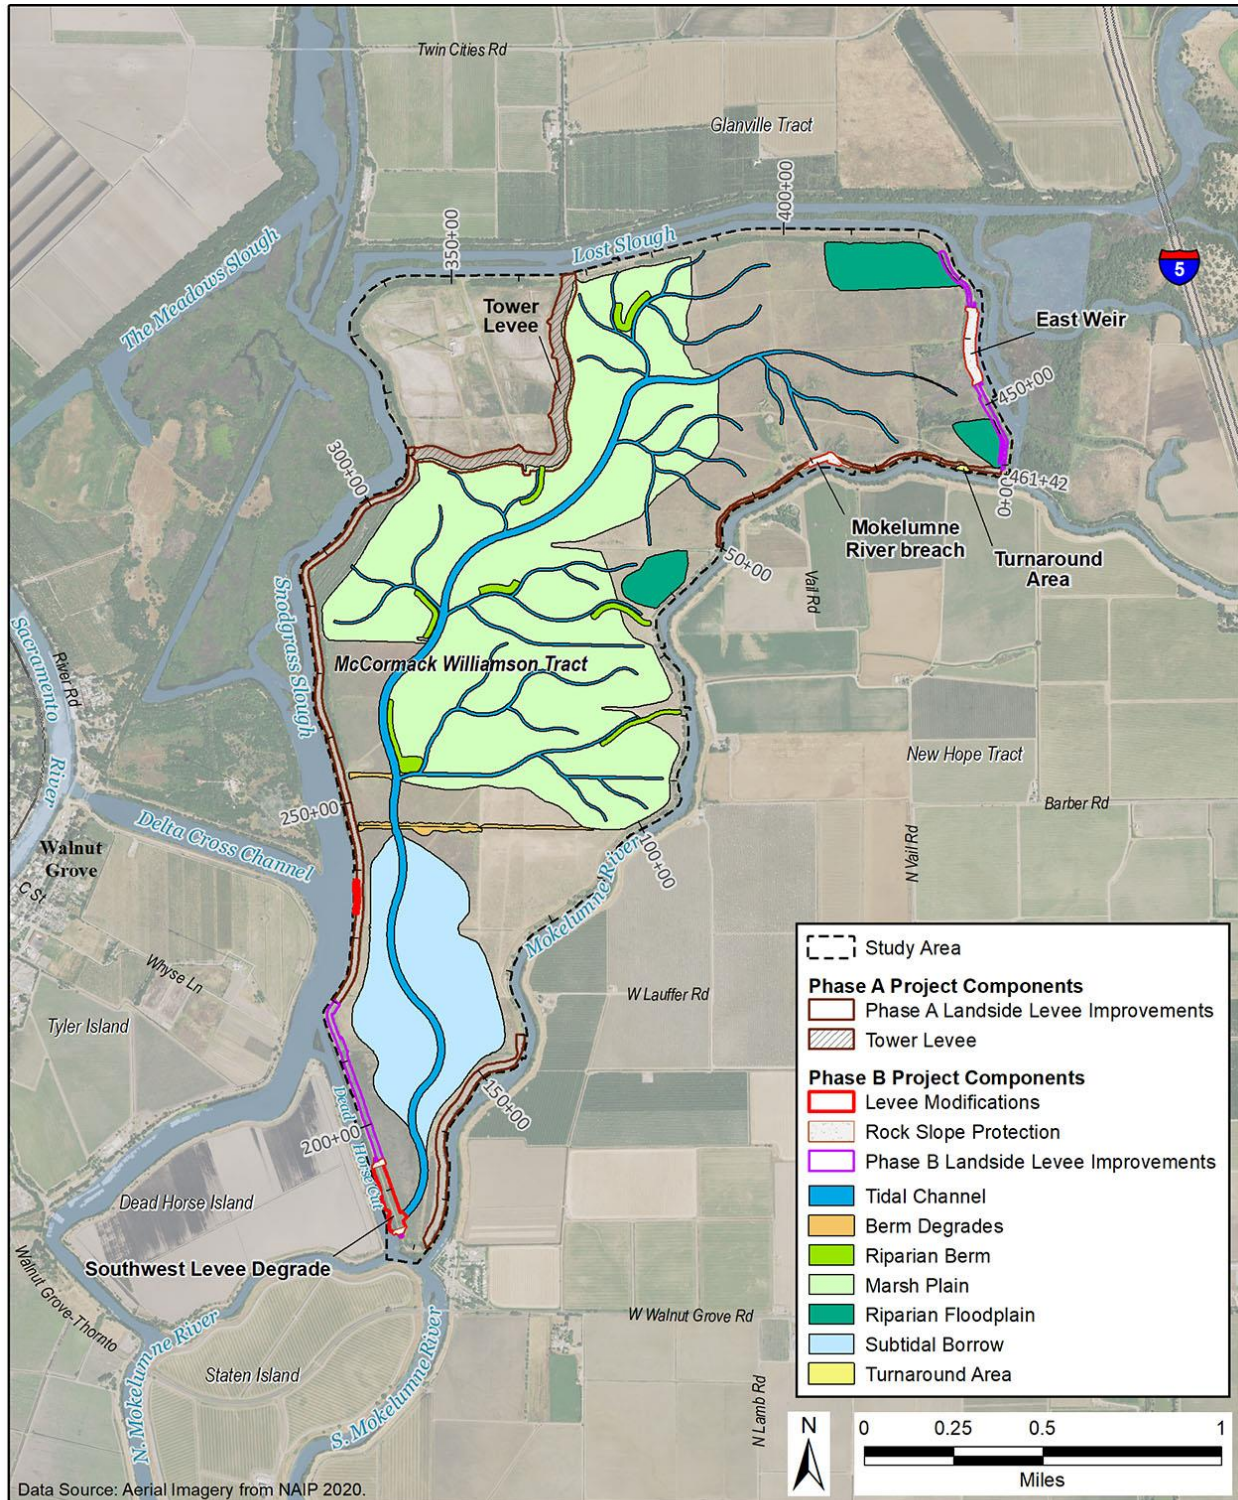 Twin Cities Rd
Glanville Tract
The Meadows Slough
350+00
400+00
Lost Slough
5
Tower
Levee
East Weir
450+00
300+00
461+42
0+00
Mokelumne
River breach
Turnaround
Area
50+00
Vail Rd
Snodgrass Slough
Sacramento
River
River Rd
McCormack Williamson Tract
New Hope Tract
Barber Rd
250+00
Delta Cross Channel
100+00
N Vail Rd
Walnut
Grove
C St
Mokelumne River
Whyse Ln
W Lauffer Rd
Tyler Island
150+00
Dead Horse Cut
200+00
Dead Horse Island
Southwest Levee Degrade
Walnut Grove-Thornto
N. Mokelumne River
S. Mokelumne River
W Walnut Grove Rd
Staten Island
N Lamb Rd
Study Area
Phase A Project Components
Phase A Landside Levee Improvements
Tower Levee
Phase B Project Components
Levee Modifications
Rock Slope Protection
Phase B Landside Levee Improvements
Tidal Channel
Berm Degrades
Riparian Berm
Marsh Plain
Riparian Floodplain
Subtidal Borrow
Turnaround Area
N
0 0.25 0.5 1
Miles
Data Source: Aerial Imagery from NAIP 2020.